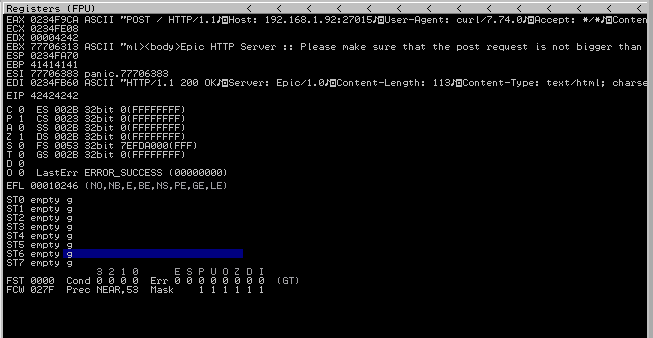 Registers (FPU) < < < < < < < < < < < < < <
EAX 0234F9CA ASCII "POST / HTTP/1.1♪◙Host: 192.168.1.92:27015♪◙User-Agent: curl/7.74.0♪◙Accept: */*♪◙Conten
ECX 0234FE08
EDX 00004242
EBX 77706313 ASCII "ml><body>Epic HTTP Server :: Please make sure that the post request is not bigger than
ESP 0234FA70
EBP 41414141
ESI 77706383 panic.77706383
EDI 0234FB60 ASCII "HTTP/1.1 200 OK♪◙Server: Epic/1.0♪◙Content-Length: 113♪◙Content-Type: text/html; charse
EIP 42424242
C 0 ES 002B 32bit 0(FFFFFFFF)
P 1 CS 0023 32bit 0(FFFFFFFF)
A 0 SS 002B 32bit 0(FFFFFFFF)
Z 1 DS 002B 32bit 0(FFFFFFFF)
S 0 FS 0053 32bit 7EFDA000(FFF)
T 0 GS 002B 32bit 0(FFFFFFFF)
D 0
O 0 LastErr ERROR_SUCCESS (00000000)
EFL 00010246 (NO,NB,E,BE,NS,PE,GE,LE)
ST0 empty g
ST1 empty g
ST2 empty g
ST3 empty g
ST4 empty g
ST5 empty g
ST6 empty g
ST7 empty g
3 2 1 0 E S P U O Z D I
FST 0000 Cond 0 0 0 0 Err 0 0 0 0 0 0 0 0 (GT)
FCW 027F Prec NEAR,53 Mask 1 1 1 1 1 1